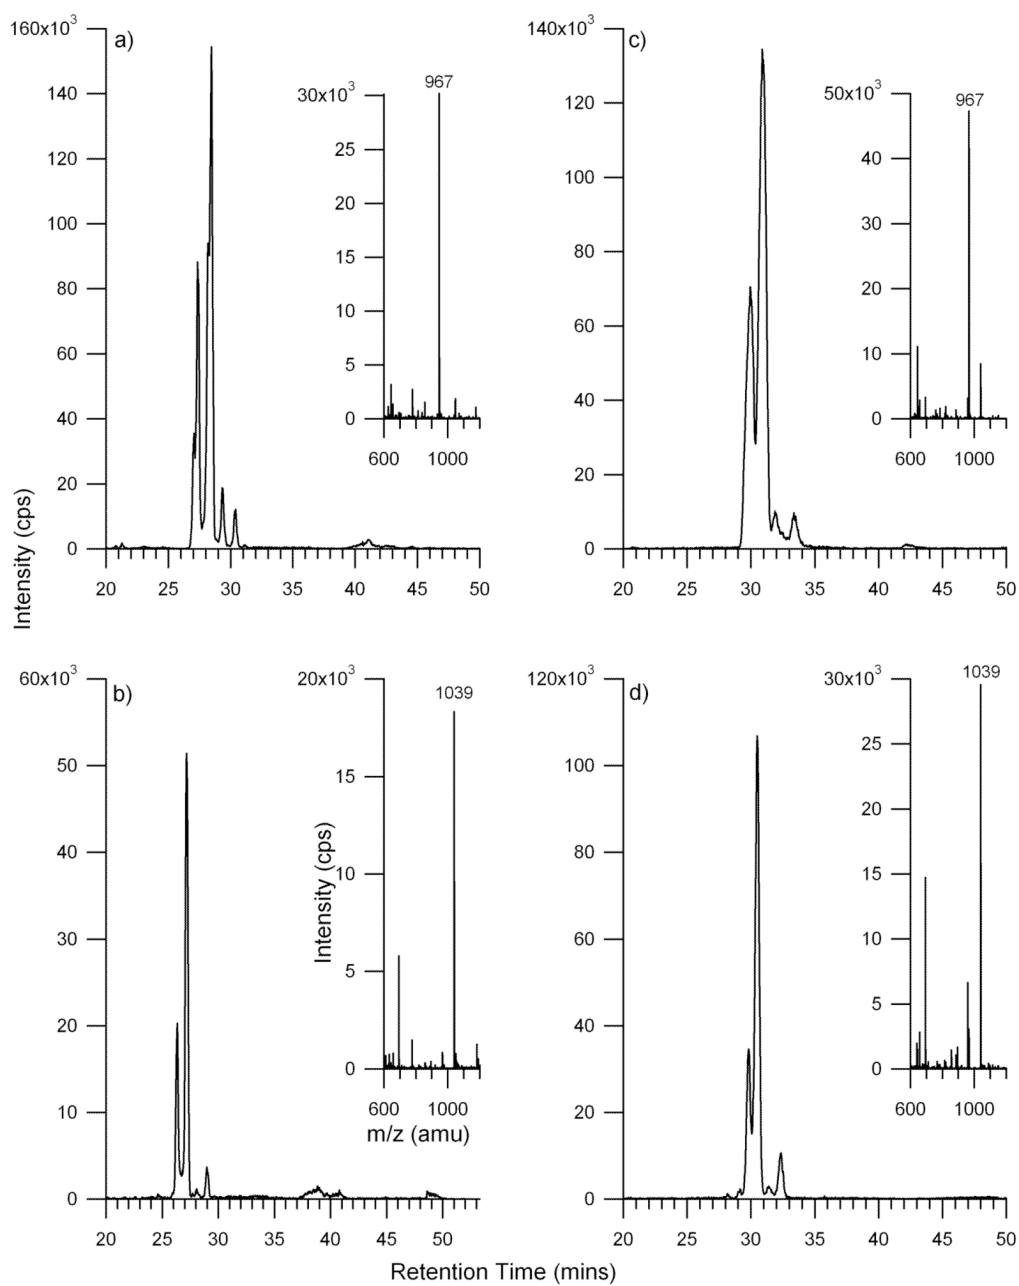 160x10³
140
120
100
80
60
40
20
0
20 25 30 35 40 45 50
a)
30x10³
25
20
15
10
5
0
967
600 1000
140x10³
120
100
80
60
40
20
0
20 25 30 35 40 45 50
c)
50x10³
40
30
20
10
0
967
600 1000
Intensity (cps)
60x10³
50
40
30
20
10
0
20 25 30 35 40 45 50
b)
20x10³
15
10
5
0
1039
Intensity (cps)
600 1000
m/z (amu)
120x10³
100
80
60
40
20
0
20 25 30 35 40 45 50
d)
30x10³
25
20
15
10
5
0
1039
600 1000
Retention Time (mins)